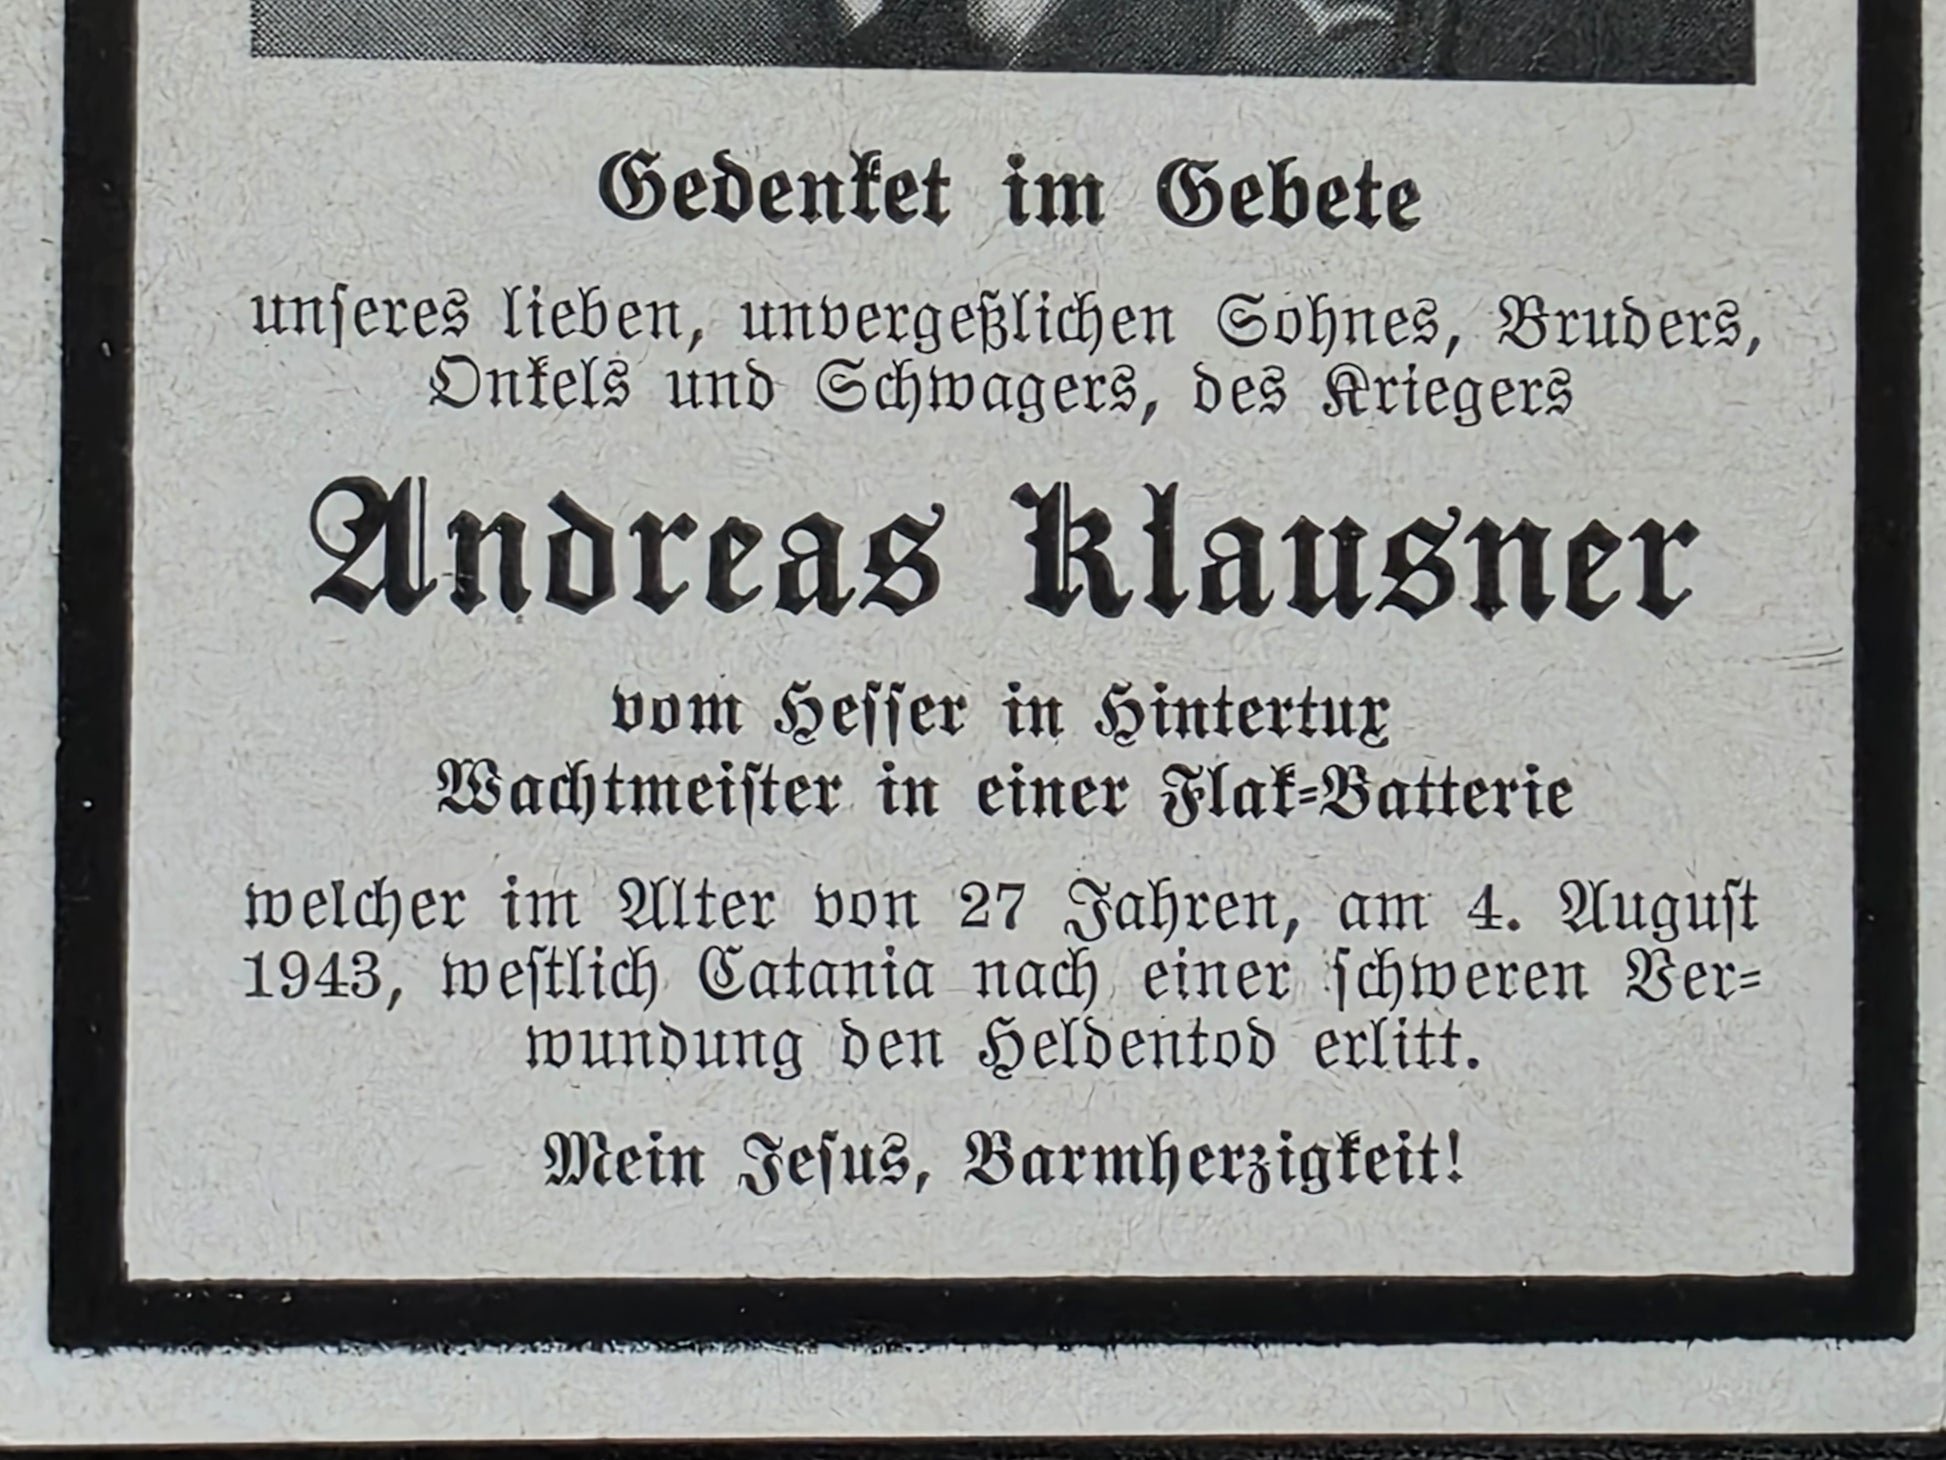 Gedenket im Gebete
unſeres lieben, unvergeßlichen Sohnes, Bruders,
Onkels und Schwagers, des Kriegers
Andreas Klausner
vom Heſſer in Hintertux
Wachtmeiſter in einer Flak-Batterie
welcher im Alter von 27 Jahren, am 4. Auguſt
1943, weſtlich Catania nach einer ſchweren Ver-
wundung den Heldentod erlitt.
Mein Jeſus, Barmherzigkeit!